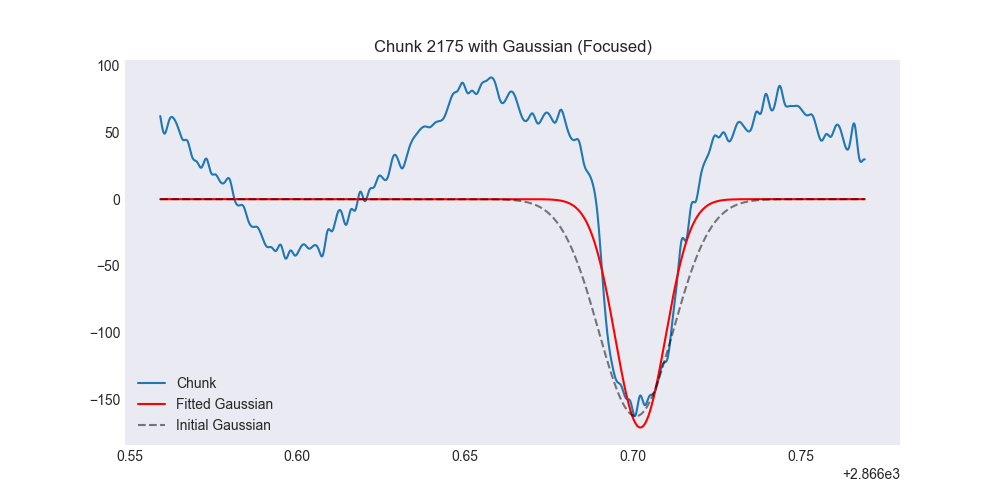 Chunk 2175 with Gaussian (Focused)
100
50
0
−50
−100
−150
Chunk
Fitted Gaussian
Initial Gaussian
0.55 0.60 0.65 0.70 0.75
+2.866e3